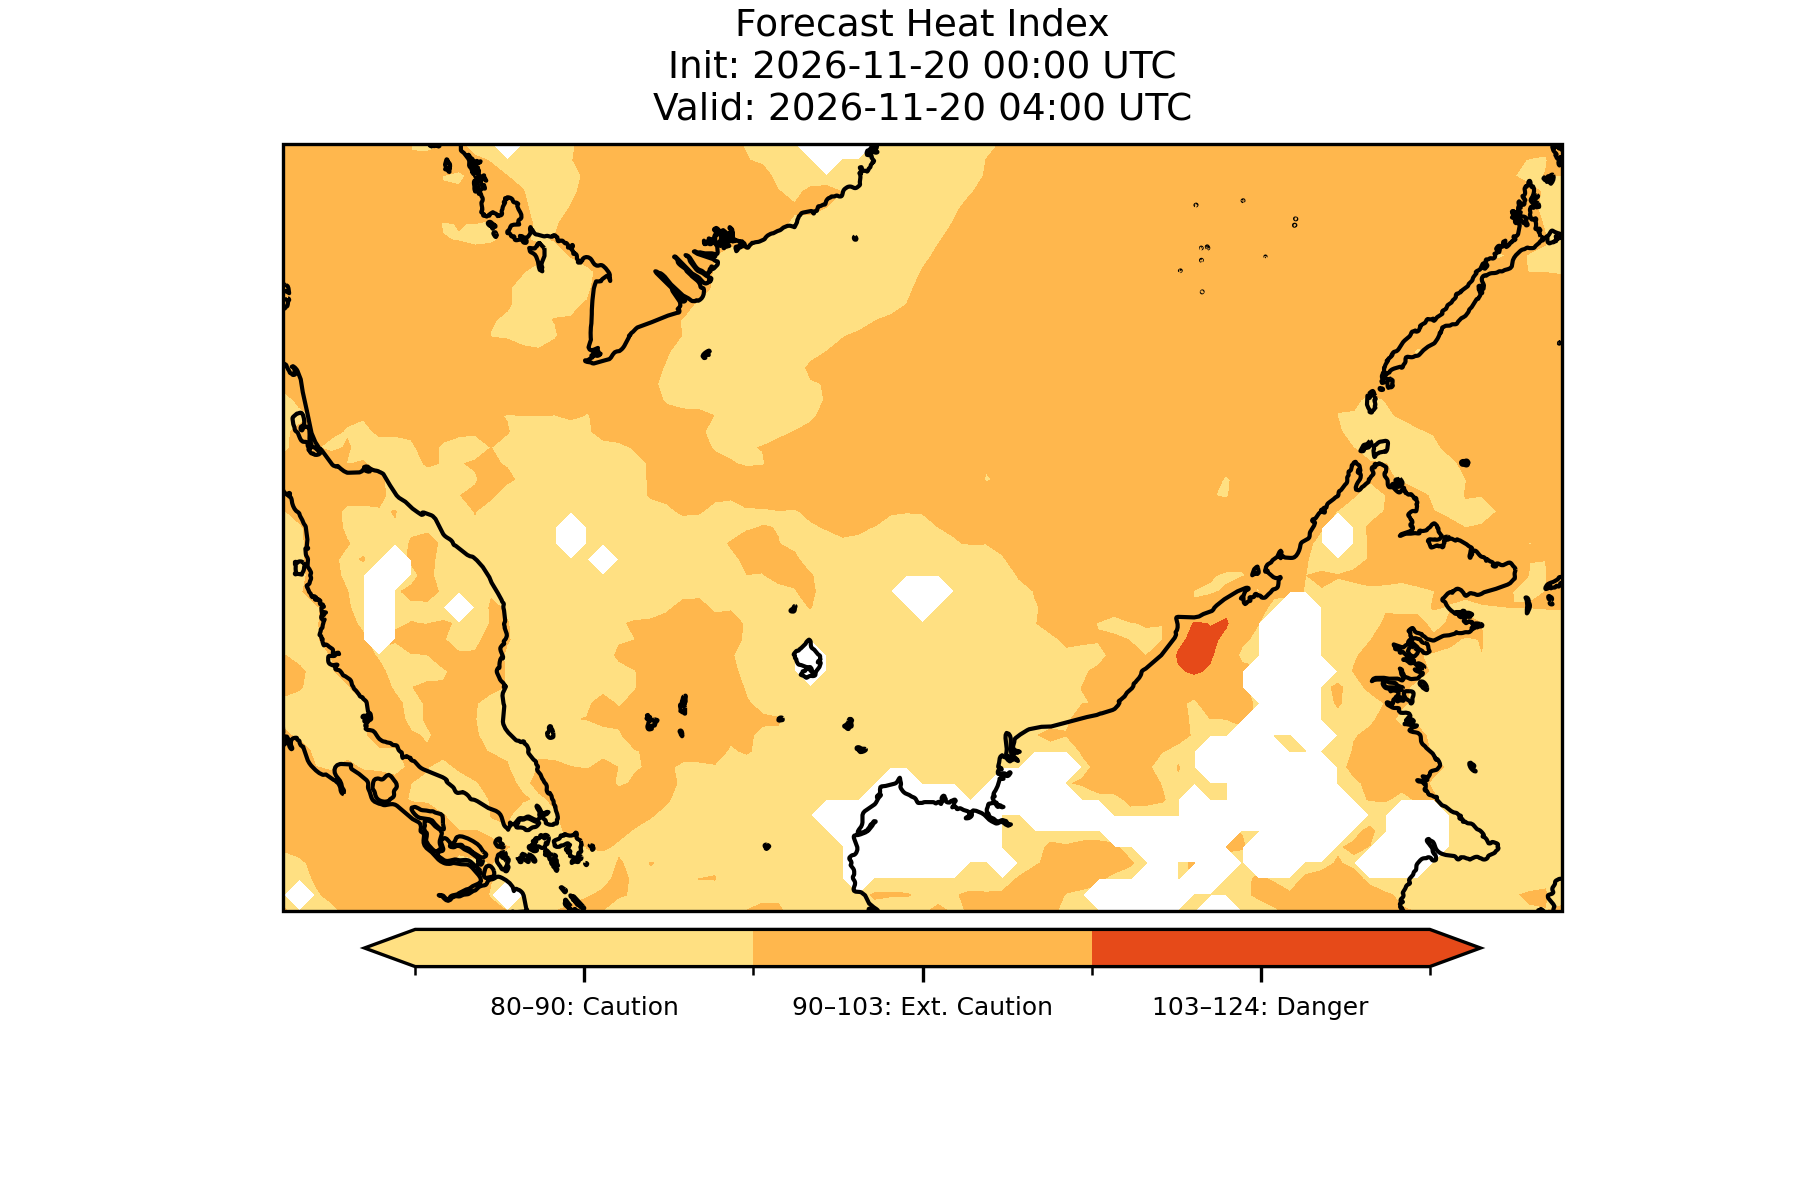 Forecast Heat Index
Init: 2026-11-20 00:00 UTC
Valid: 2026-11-20 04:00 UTC
80–90: Caution
90–103: Ext. Caution
103–124: Danger